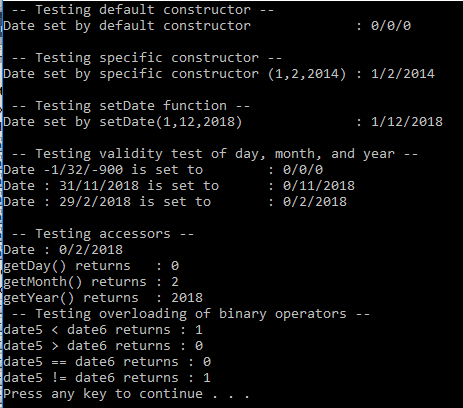 -- Testing default constructor --
Date set by default constructor : 0/0/0
-- Testing specific constructor --
Date set by specific constructor (1,2,2014) : 1/2/2014
-- Testing setDate function --
Date set by setDate(1,12,2018) : 1/12/2018
-- Testing validity test of day, month, and year --
Date -1/32/-900 is set to : 0/0/0
Date : 31/11/2018 is set to : 0/11/2018
Date : 29/2/2018 is set to : 0/2/2018
-- Testing accessors --
Date : 0/2/2018
getDay() returns : 0
getMonth() returns : 2
getYear() returns : 2018
-- Testing overloading of binary operators --
date5 < date6 returns : 1
date5 > date6 returns : 0
date5 == date6 returns : 0
date5 != date6 returns : 1
Press any key to continue . . .